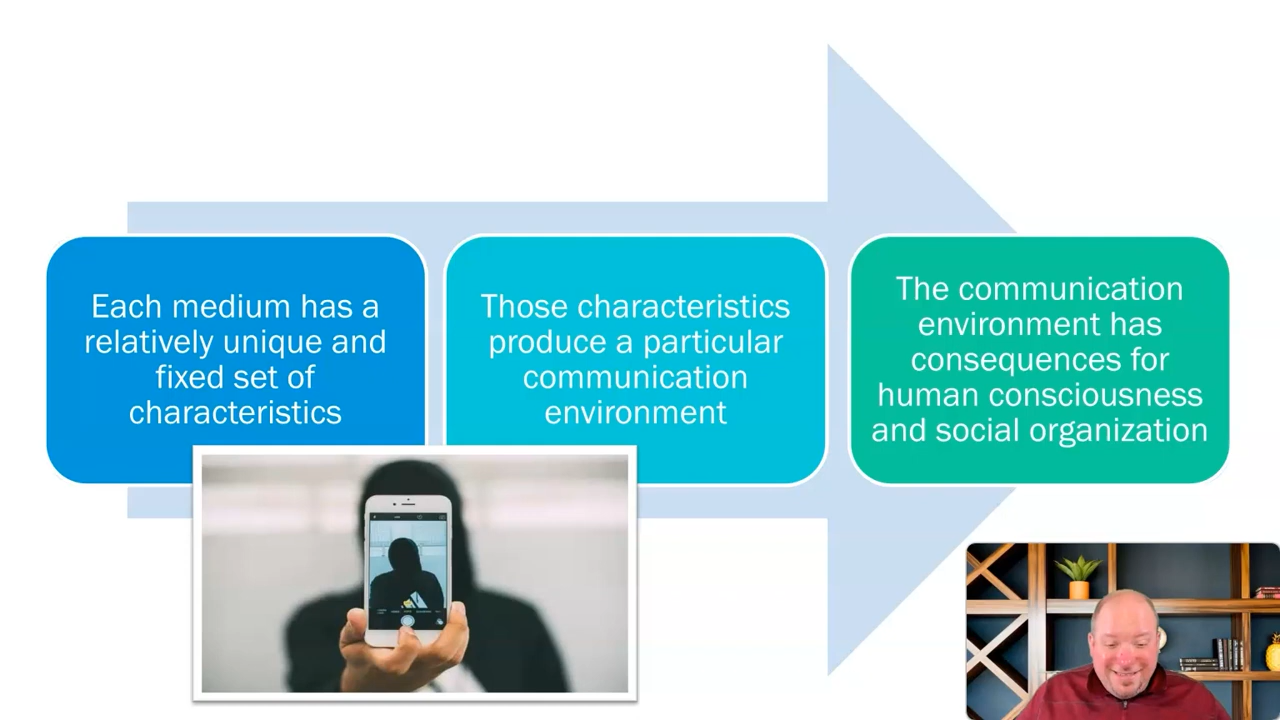 Each medium has a
relatively unique and
fixed set of
characteristics
Those characteristics
produce a particular
communication
environment
The communication
environment has
consequences for
human consciousness
and social organization